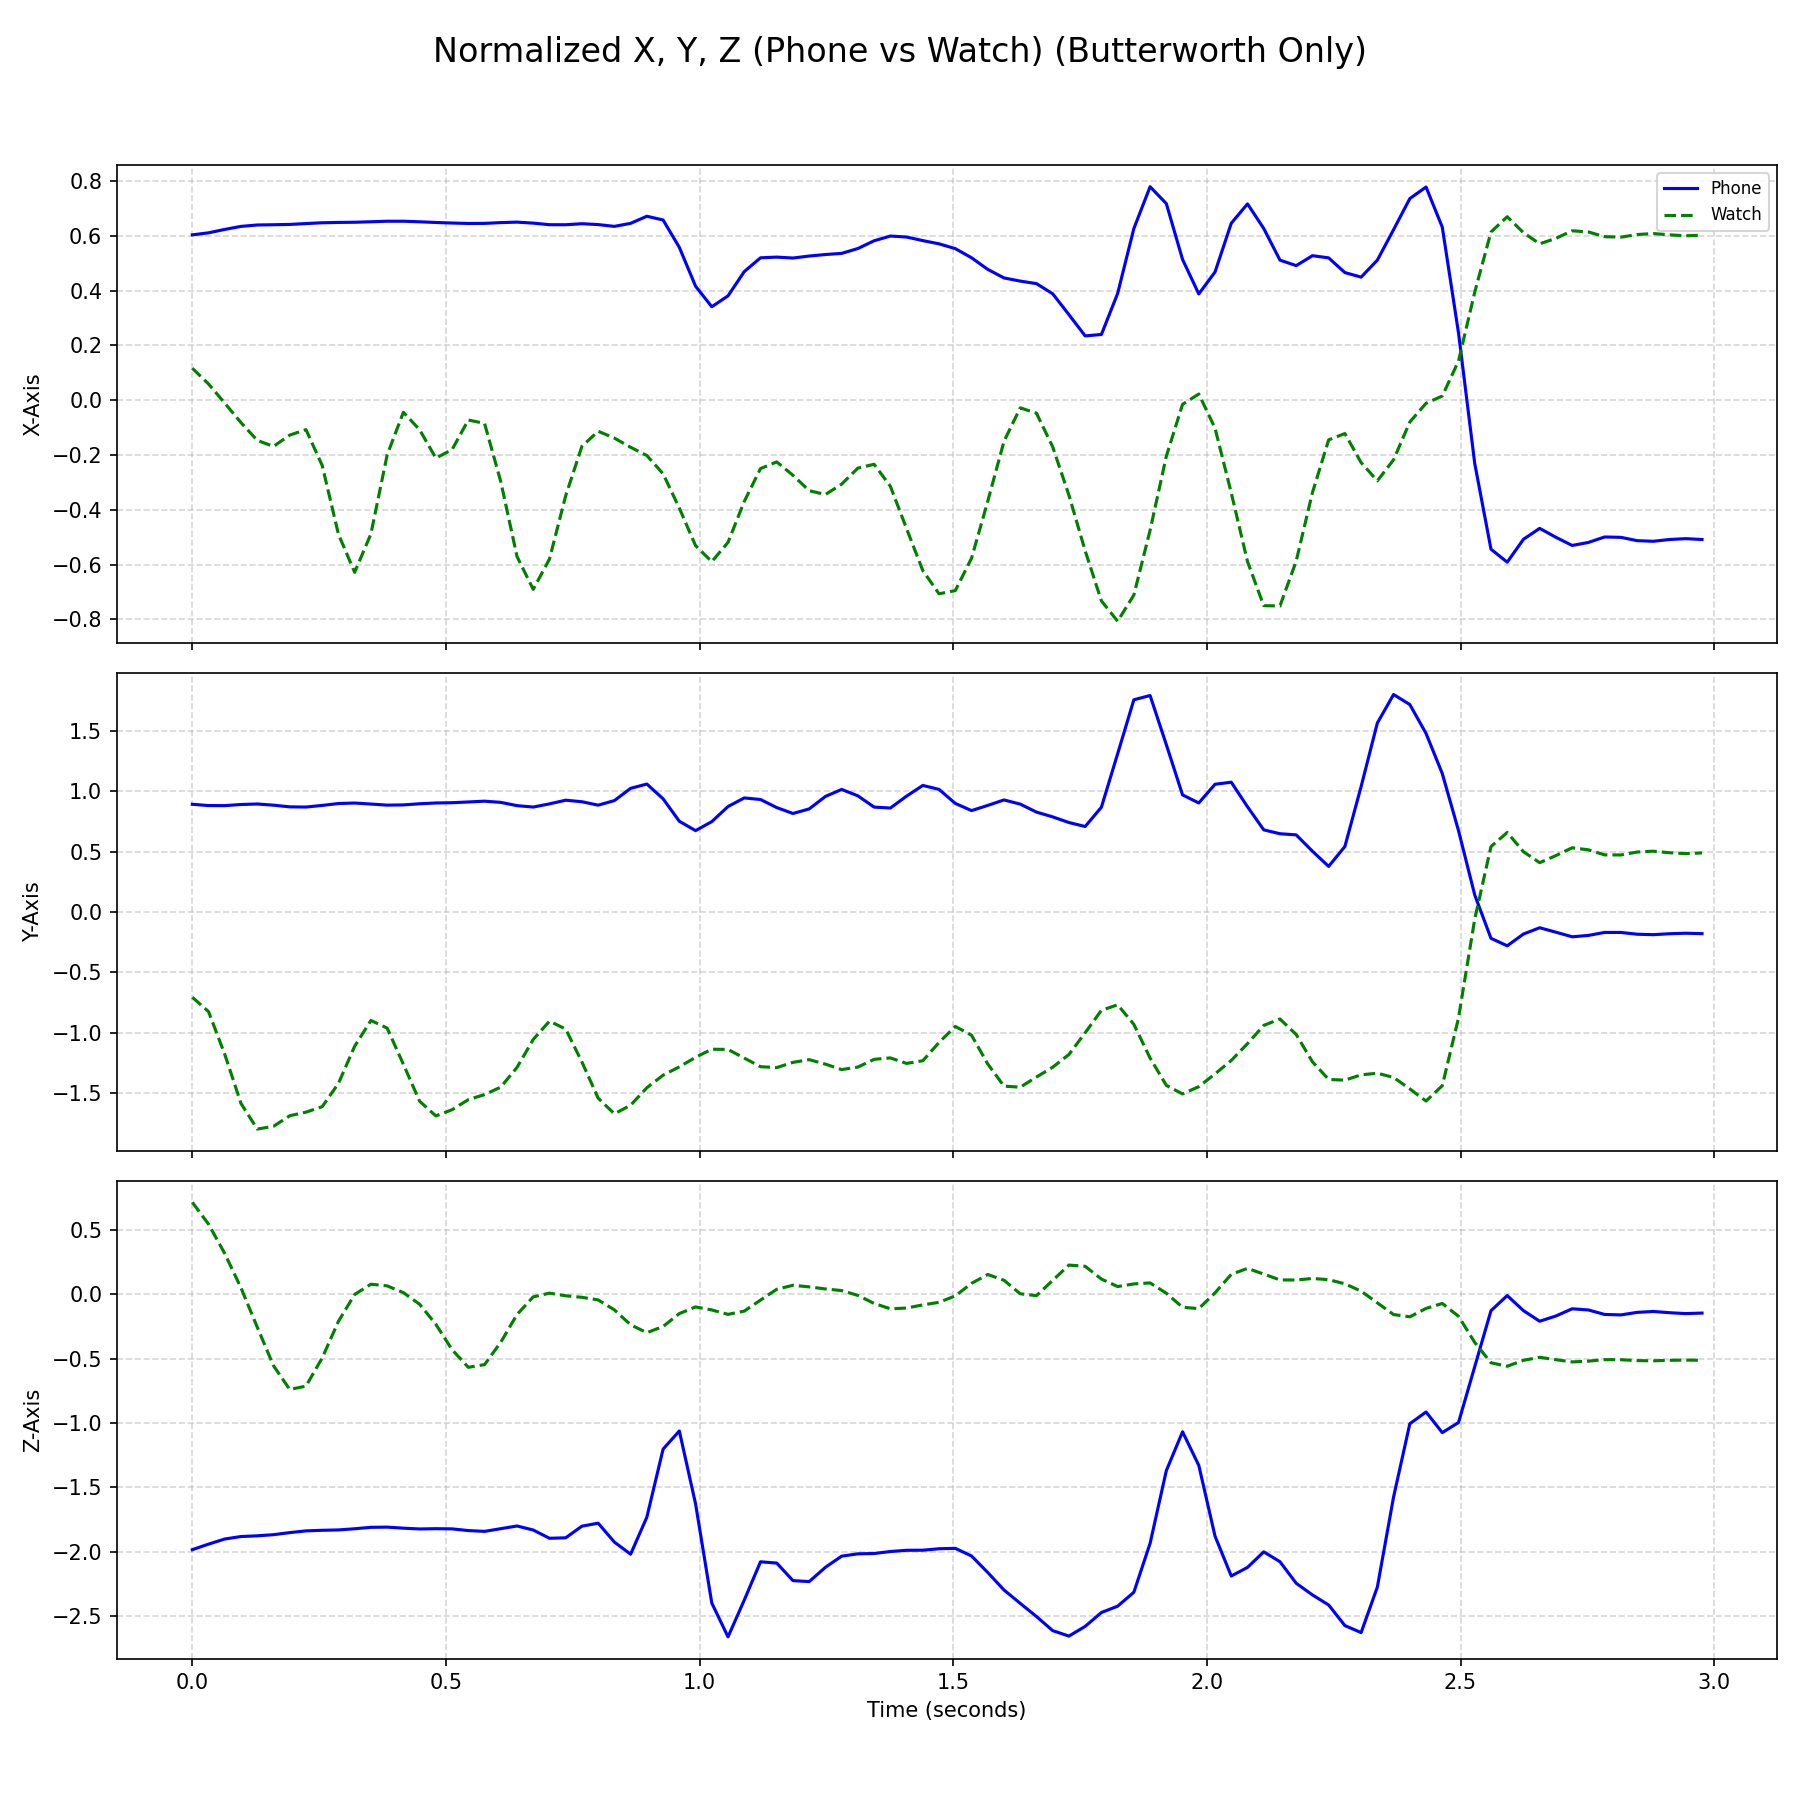 Normalized X, Y, Z (Phone vs Watch) (Butterworth Only)
Phone
Watch
X-Axis
0.8
0.6
0.4
0.2
0.0
−0.2
−0.4
−0.6
−0.8
Y-Axis
1.5
1.0
0.5
0.0
−0.5
−1.0
−1.5
Z-Axis
0.5
0.0
−0.5
−1.0
−1.5
−2.0
−2.5
0.0 0.5 1.0 1.5 2.0 2.5 3.0
Time (seconds)